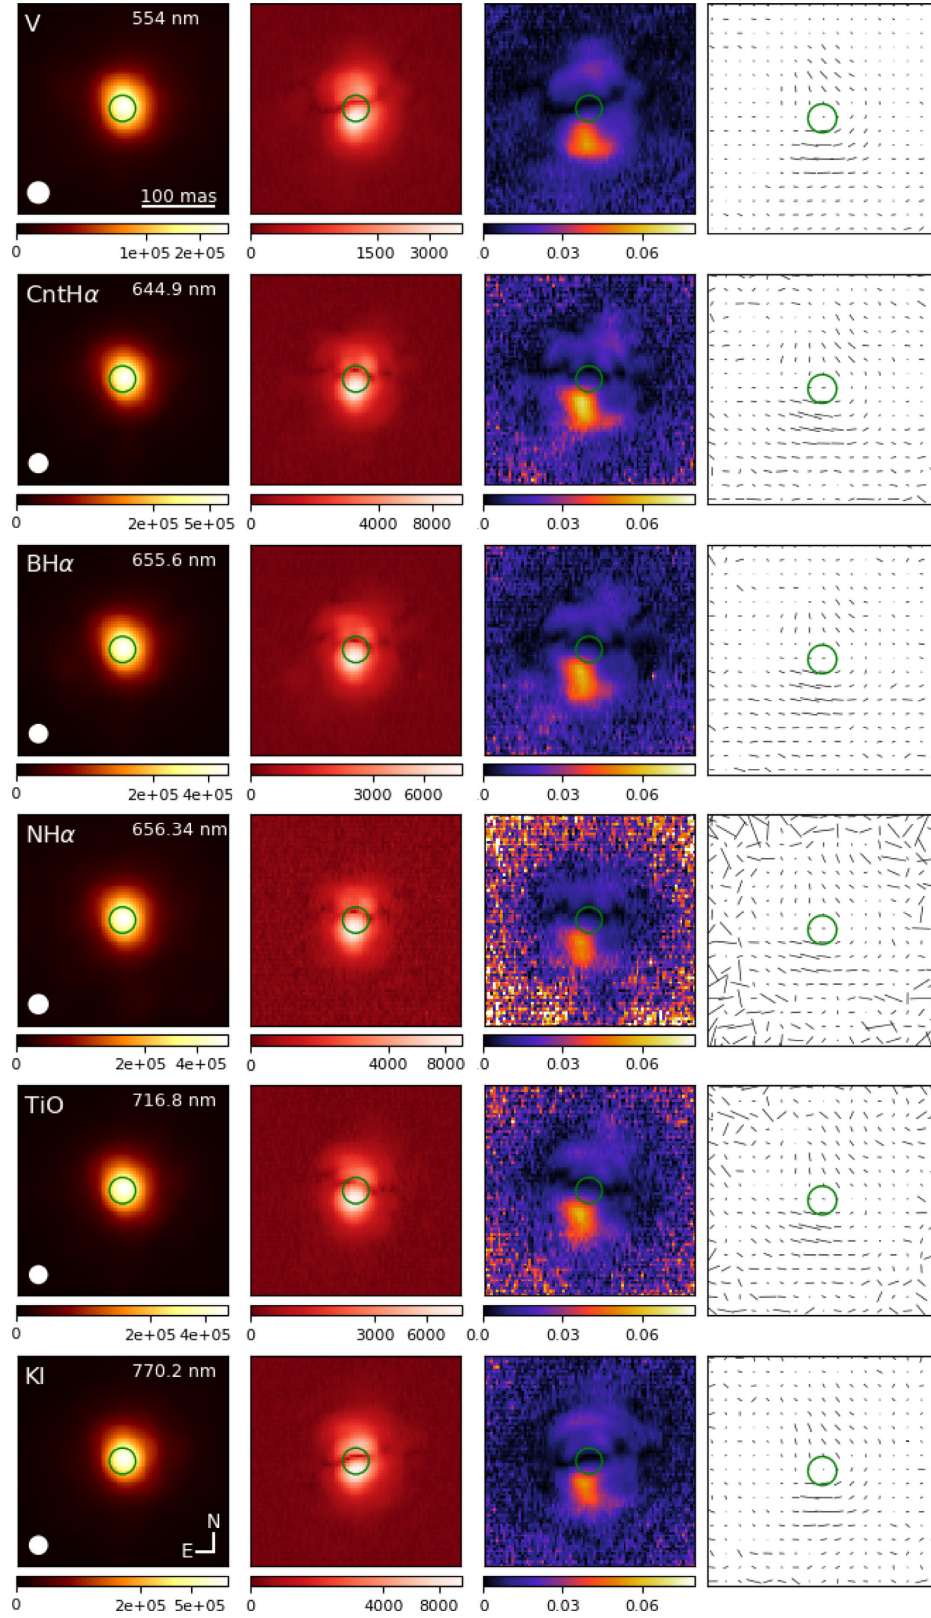 V 554 nm
100 mas
0 1e+05 2e+05 0 1500 3000 0 0.03 0.06
CntHα 644.9 nm
0 2e+05 5e+05 0 4000 8000 0 0.03 0.06
BHα 655.6 nm
0 2e+05 4e+05 0 3000 6000 .0 0.03 0.06
NHα 656.34 nm
0 2e+05 4e+05 0 4000 8000 0 0.03 0.06
TiO 716.8 nm
0 2e+05 4e+05 0 3000 6000 0.0 0.03 0.06
KI 770.2 nm
N
E
0 2e+05 5e+05 0 4000 8000 .0 0.03 0.06